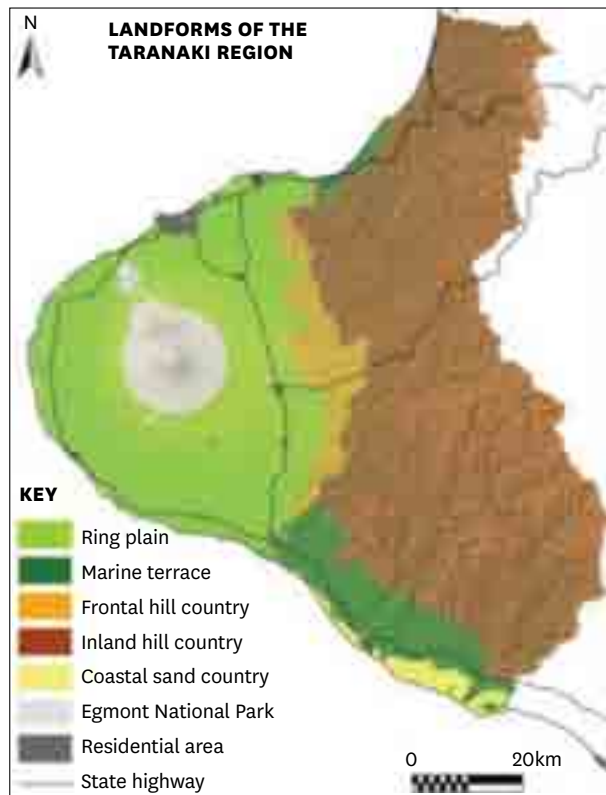 N
LANDFORMS OF THE
TARANAKI REGION
KEY
Ring plain
Marine terrace
Frontal hill country
Inland hill country
Coastal sand country
Egmont National Park
Residential area
State highway
0 20km